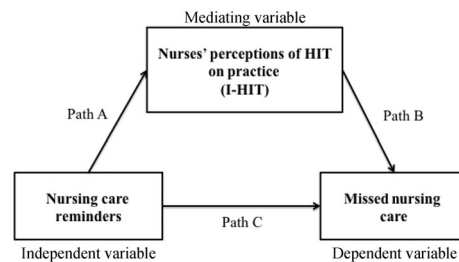 Mediating variable
Nurses' perceptions of HIT
on practice
(I-HIT)
Path A
Path B
Nursing care
reminders
Missed nursing
care
Path C
Independent variable
Dependent variable